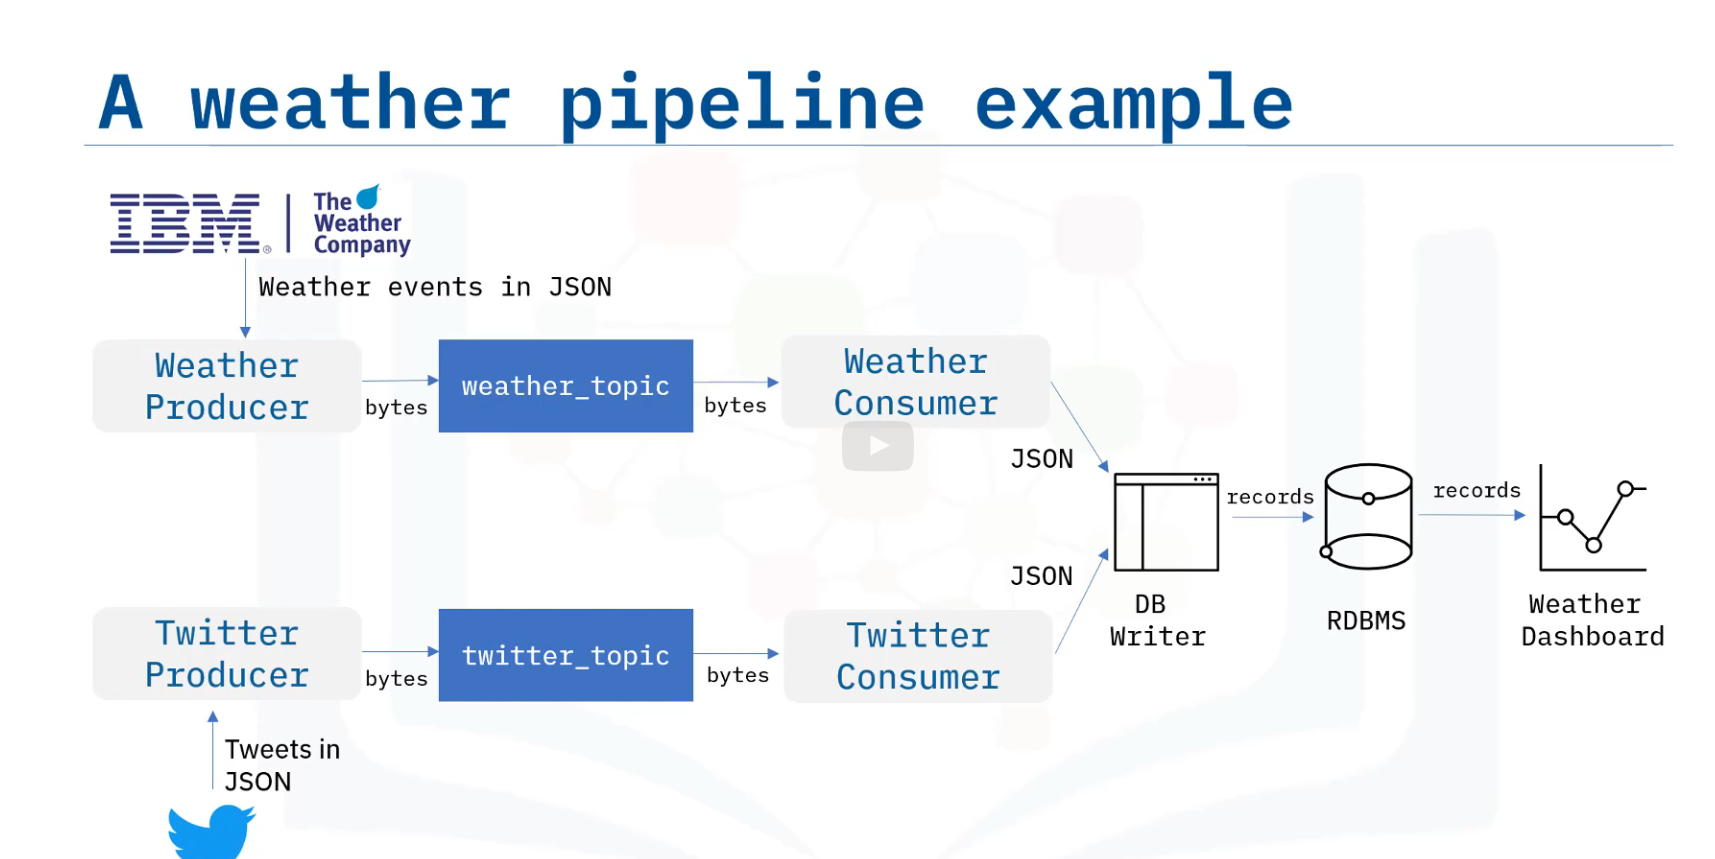 A weather pipeline example
IBM®
The
Weather
Company
Weather events in JSON
Weather
Producer
bytes
weather_topic
bytes
Weather
Consumer
JSON
DB
Writer
records
RDBMS
records
Weather
Dashboard
JSON
Twitter
Producer
bytes
twitter_topic
bytes
Twitter
Consumer
Tweets in
JSON